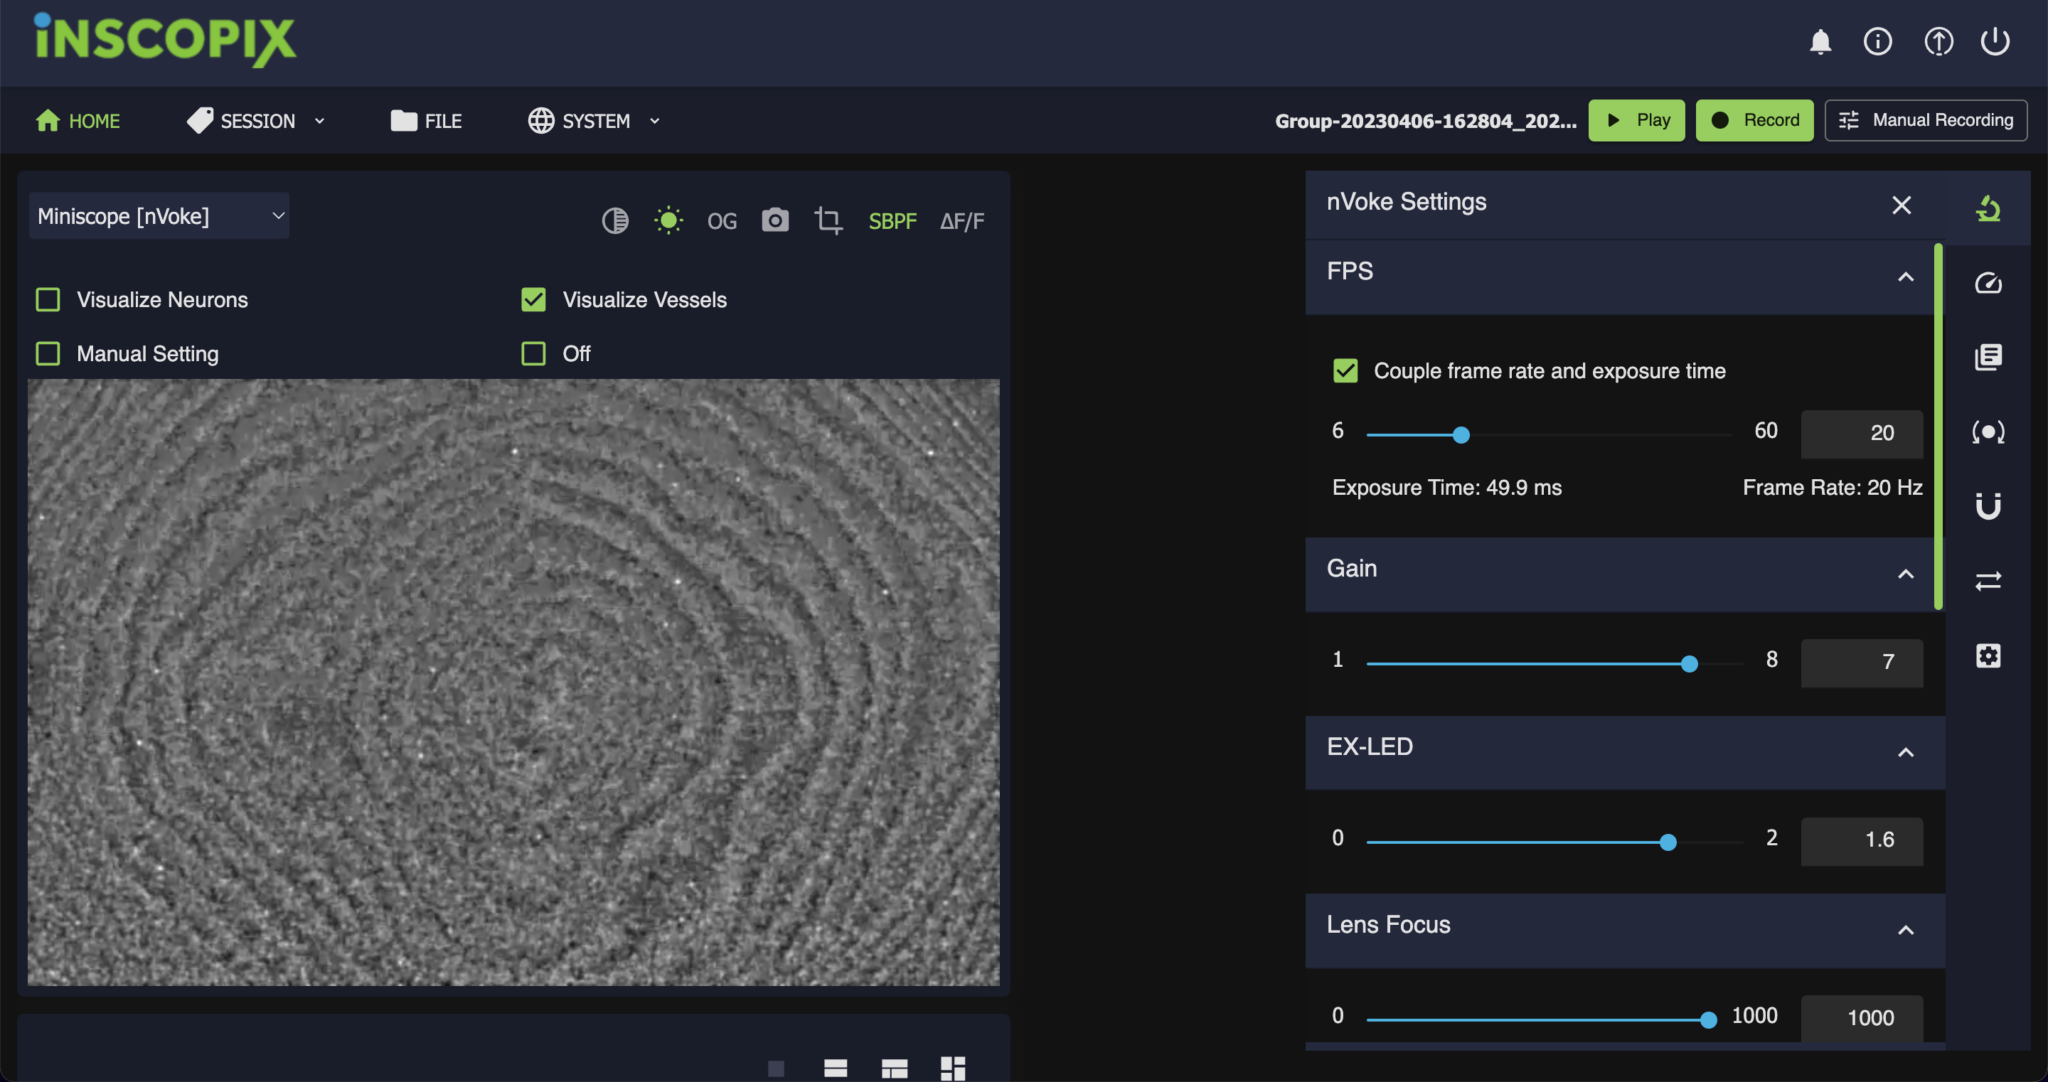 iNSCOPIX
HOME SESSION FILE SYSTEM Group-20230406-162804_202... Play Record Manual Recording
Miniscope [nVoke] OG SBPF ΔF/F
Visualize Neurons Visualize Vessels
Manual Setting Off
nVoke Settings
FPS
Couple frame rate and exposure time
6 60 20
Exposure Time: 49.9 ms Frame Rate: 20 Hz
Gain
1 8 7
EX-LED
0 2 1.6
Lens Focus
0 1000 1000